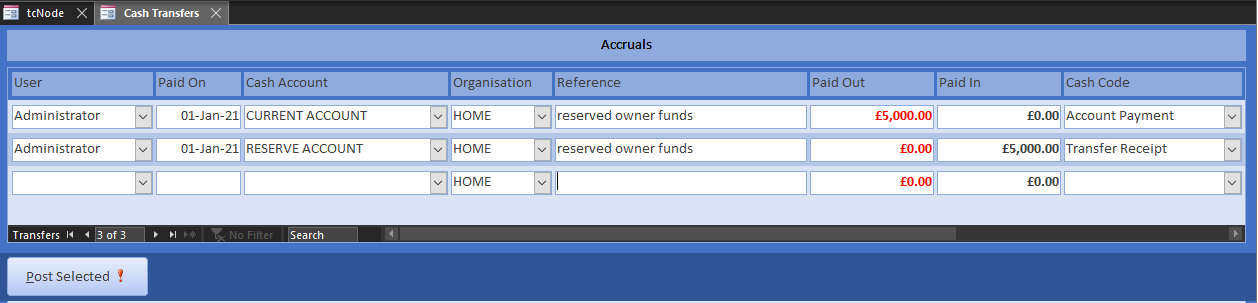 tcNode Cash Transfers
Accruals
User Paid On Cash Account Organisation Reference Paid Out Paid In Cash Code
Administrator 01-Jan-21 CURRENT ACCOUNT HOME reserved owner funds £5,000.00 £0.00 Account Payment
Administrator 01-Jan-21 RESERVE ACCOUNT HOME reserved owner funds £0.00 £5,000.00 Transfer Receipt
HOME £0.00 £0.00
Transfers 3 of 3 No Filter Search
Post Selected